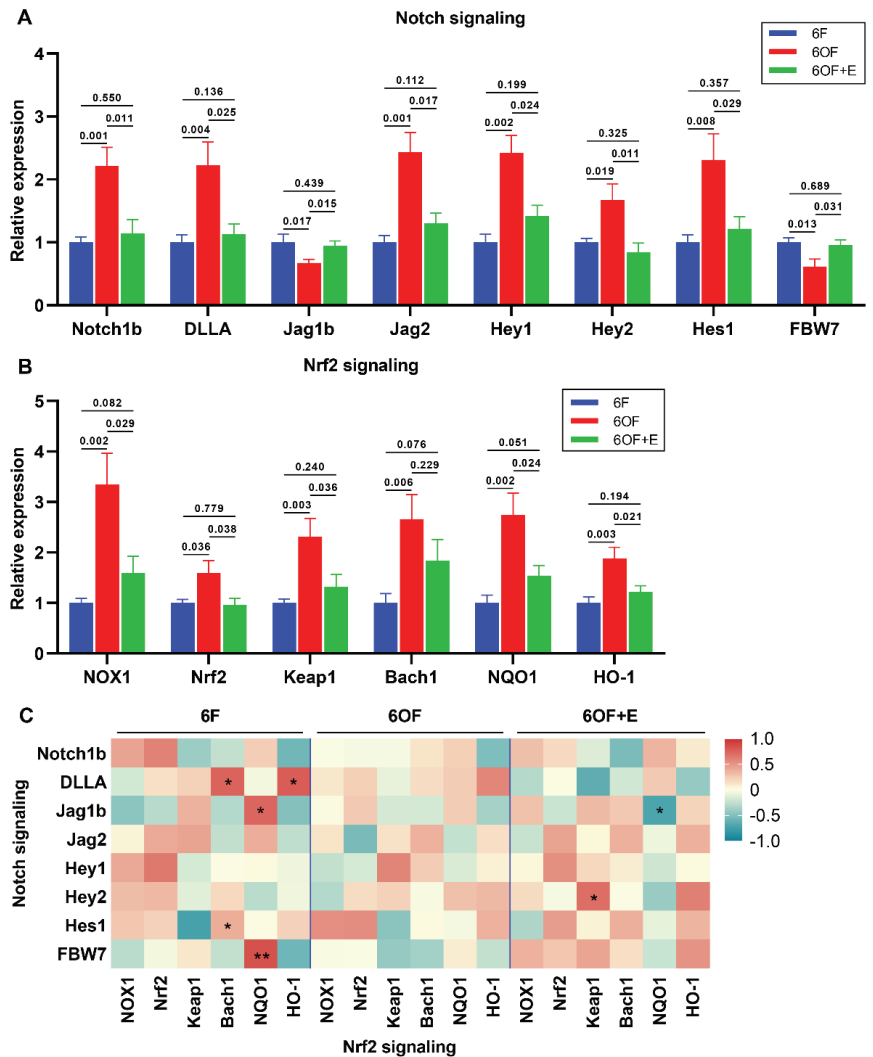 A
Notch signaling
6F
6OF
6OF+E
Relative expression
4
3
2
1
0
0.550
0.011
0.001
0.136
0.025
0.004
0.439
0.015
0.017
0.112
0.017
0.001
0.199
0.024
0.002
0.325
0.011
0.019
0.357
0.029
0.008
0.689
0.031
0.013
Notch1b DLLA Jag1b Jag2 Hey1 Hey2 Hes1 FBW7
B
Nrf2 signaling
6F
6OF
6OF+E
Relative expression
5
4
3
2
1
0
0.082
0.029
0.002
0.779
0.038
0.036
0.240
0.036
0.003
0.076
0.229
0.006
0.051
0.024
0.002
0.194
0.021
0.003
NOX1 Nrf2 Keap1 Bach1 NQO1 HO-1
C
6F 6OF 6OF+E
Notch signaling
Notch1b
DLLA * *
Jag1b * *
Jag2
Hey1
Hey2 *
Hes1 *
FBW7 **
1.0
0.5
0.0
-0.5
-1.0
NOX1 Nrf2 Keap1 Bach1 NQO1 HO-1 NOX1 Nrf2 Keap1 Bach1 NQO1 HO-1 NOX1 Nrf2 Keap1 Bach1 NQO1 HO-1
Nrf2 signaling